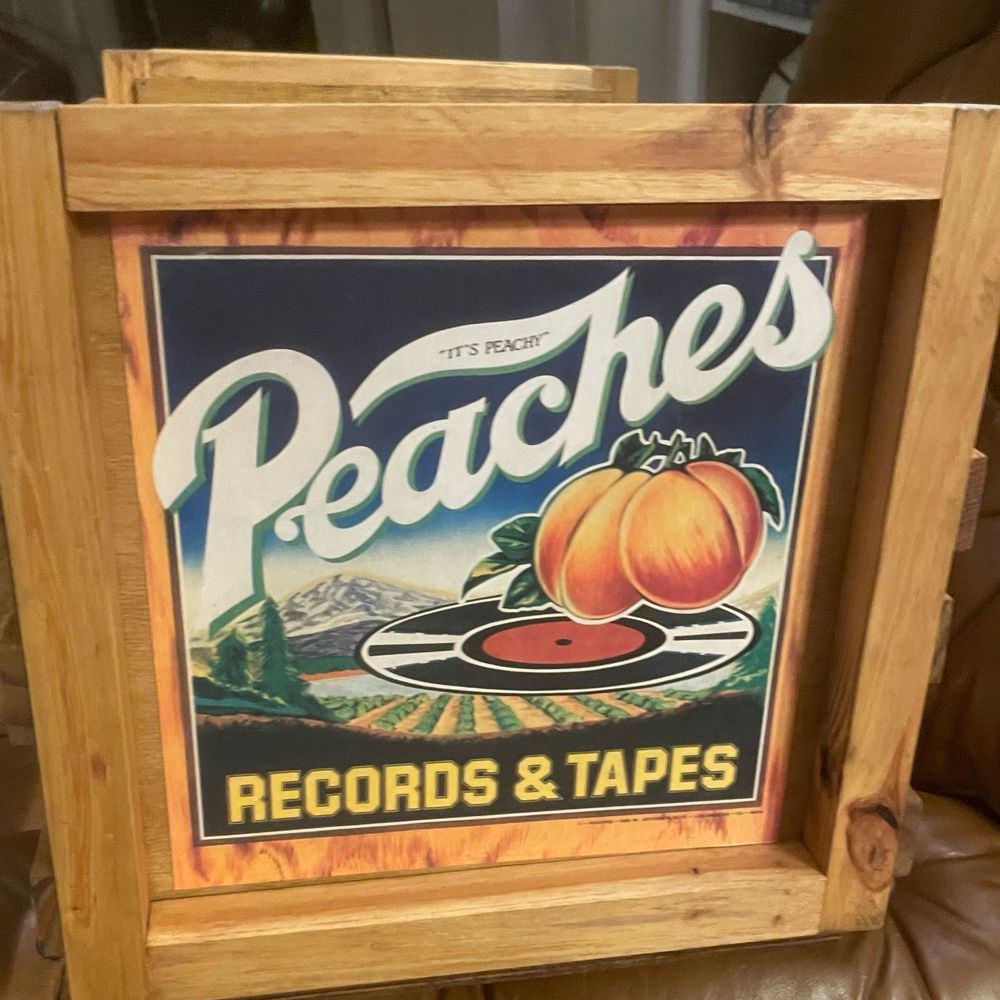 "IT'S PEACHY"
Peaches
RECORDS & TAPES